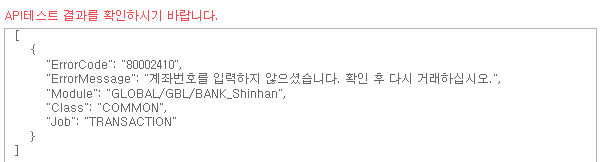 API테스트 결과를 확인하시기 바랍니다.
[
{
"ErrorCode": "80002410",
"ErrorMessage": "계좌번호를 입력하지 않으셨습니다. 확인 후 다시 거래하십시오.",
"Module": "GLOBAL/GBL/BANK_Shinhan",
"Class": "COMMON",
"Job": "TRANSACTION"
}
]